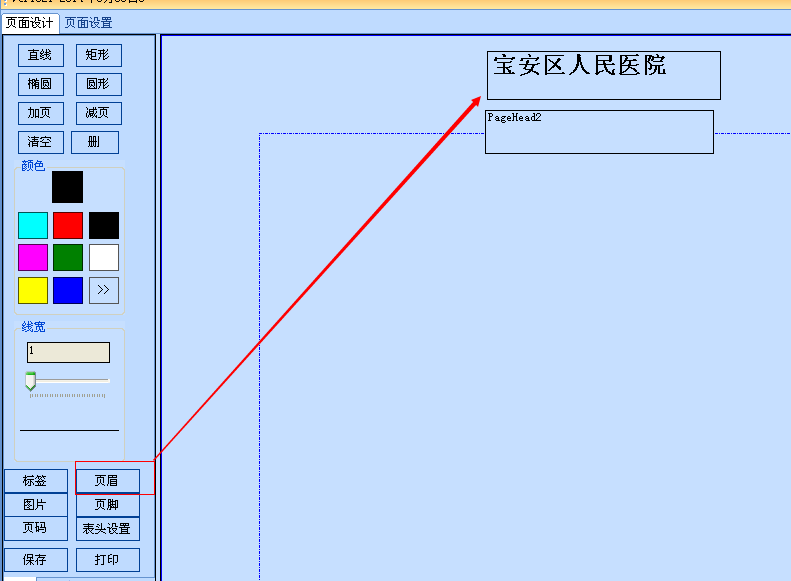 页面设计 页面设置
直线 矩形
椭圆 圆形
加页 减页
清空 删
颜色
>>
线宽
1
标签 页眉
图片 页脚
页码 表头设置
保存 打印
宝安区人民医院
PageHead2